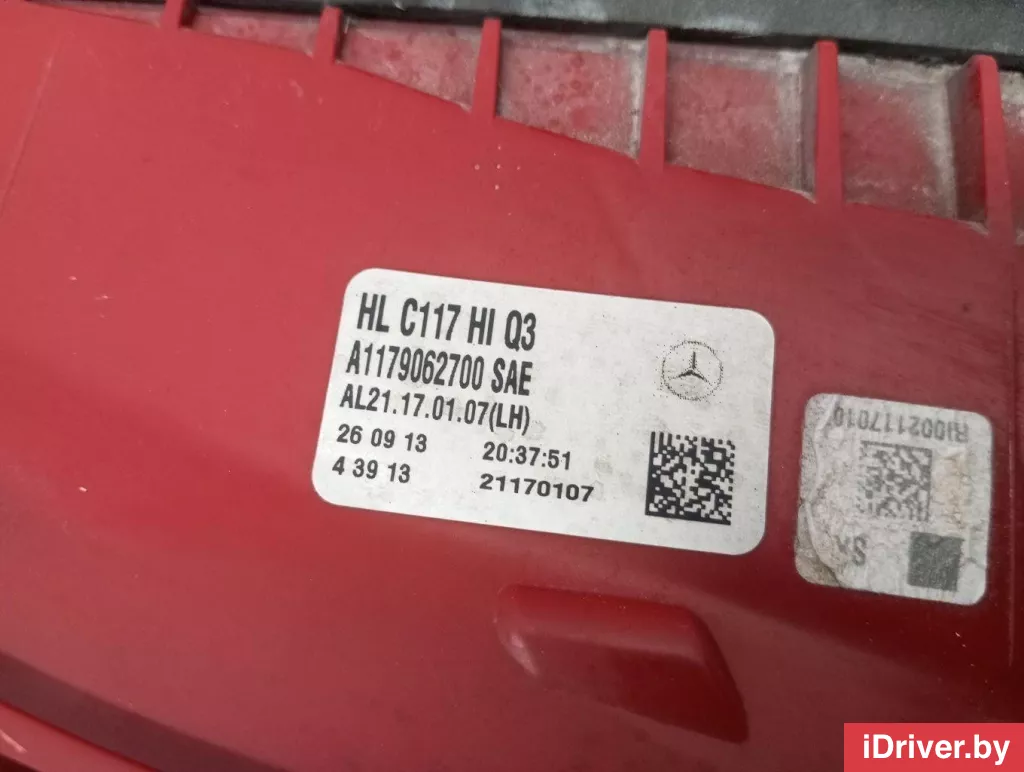 HL C117 HI Q3
A1179062700 SAE
AL21.17.01.07(LH)
26 09 13 20:37:51
4 39 13 21170107
iDriver.by